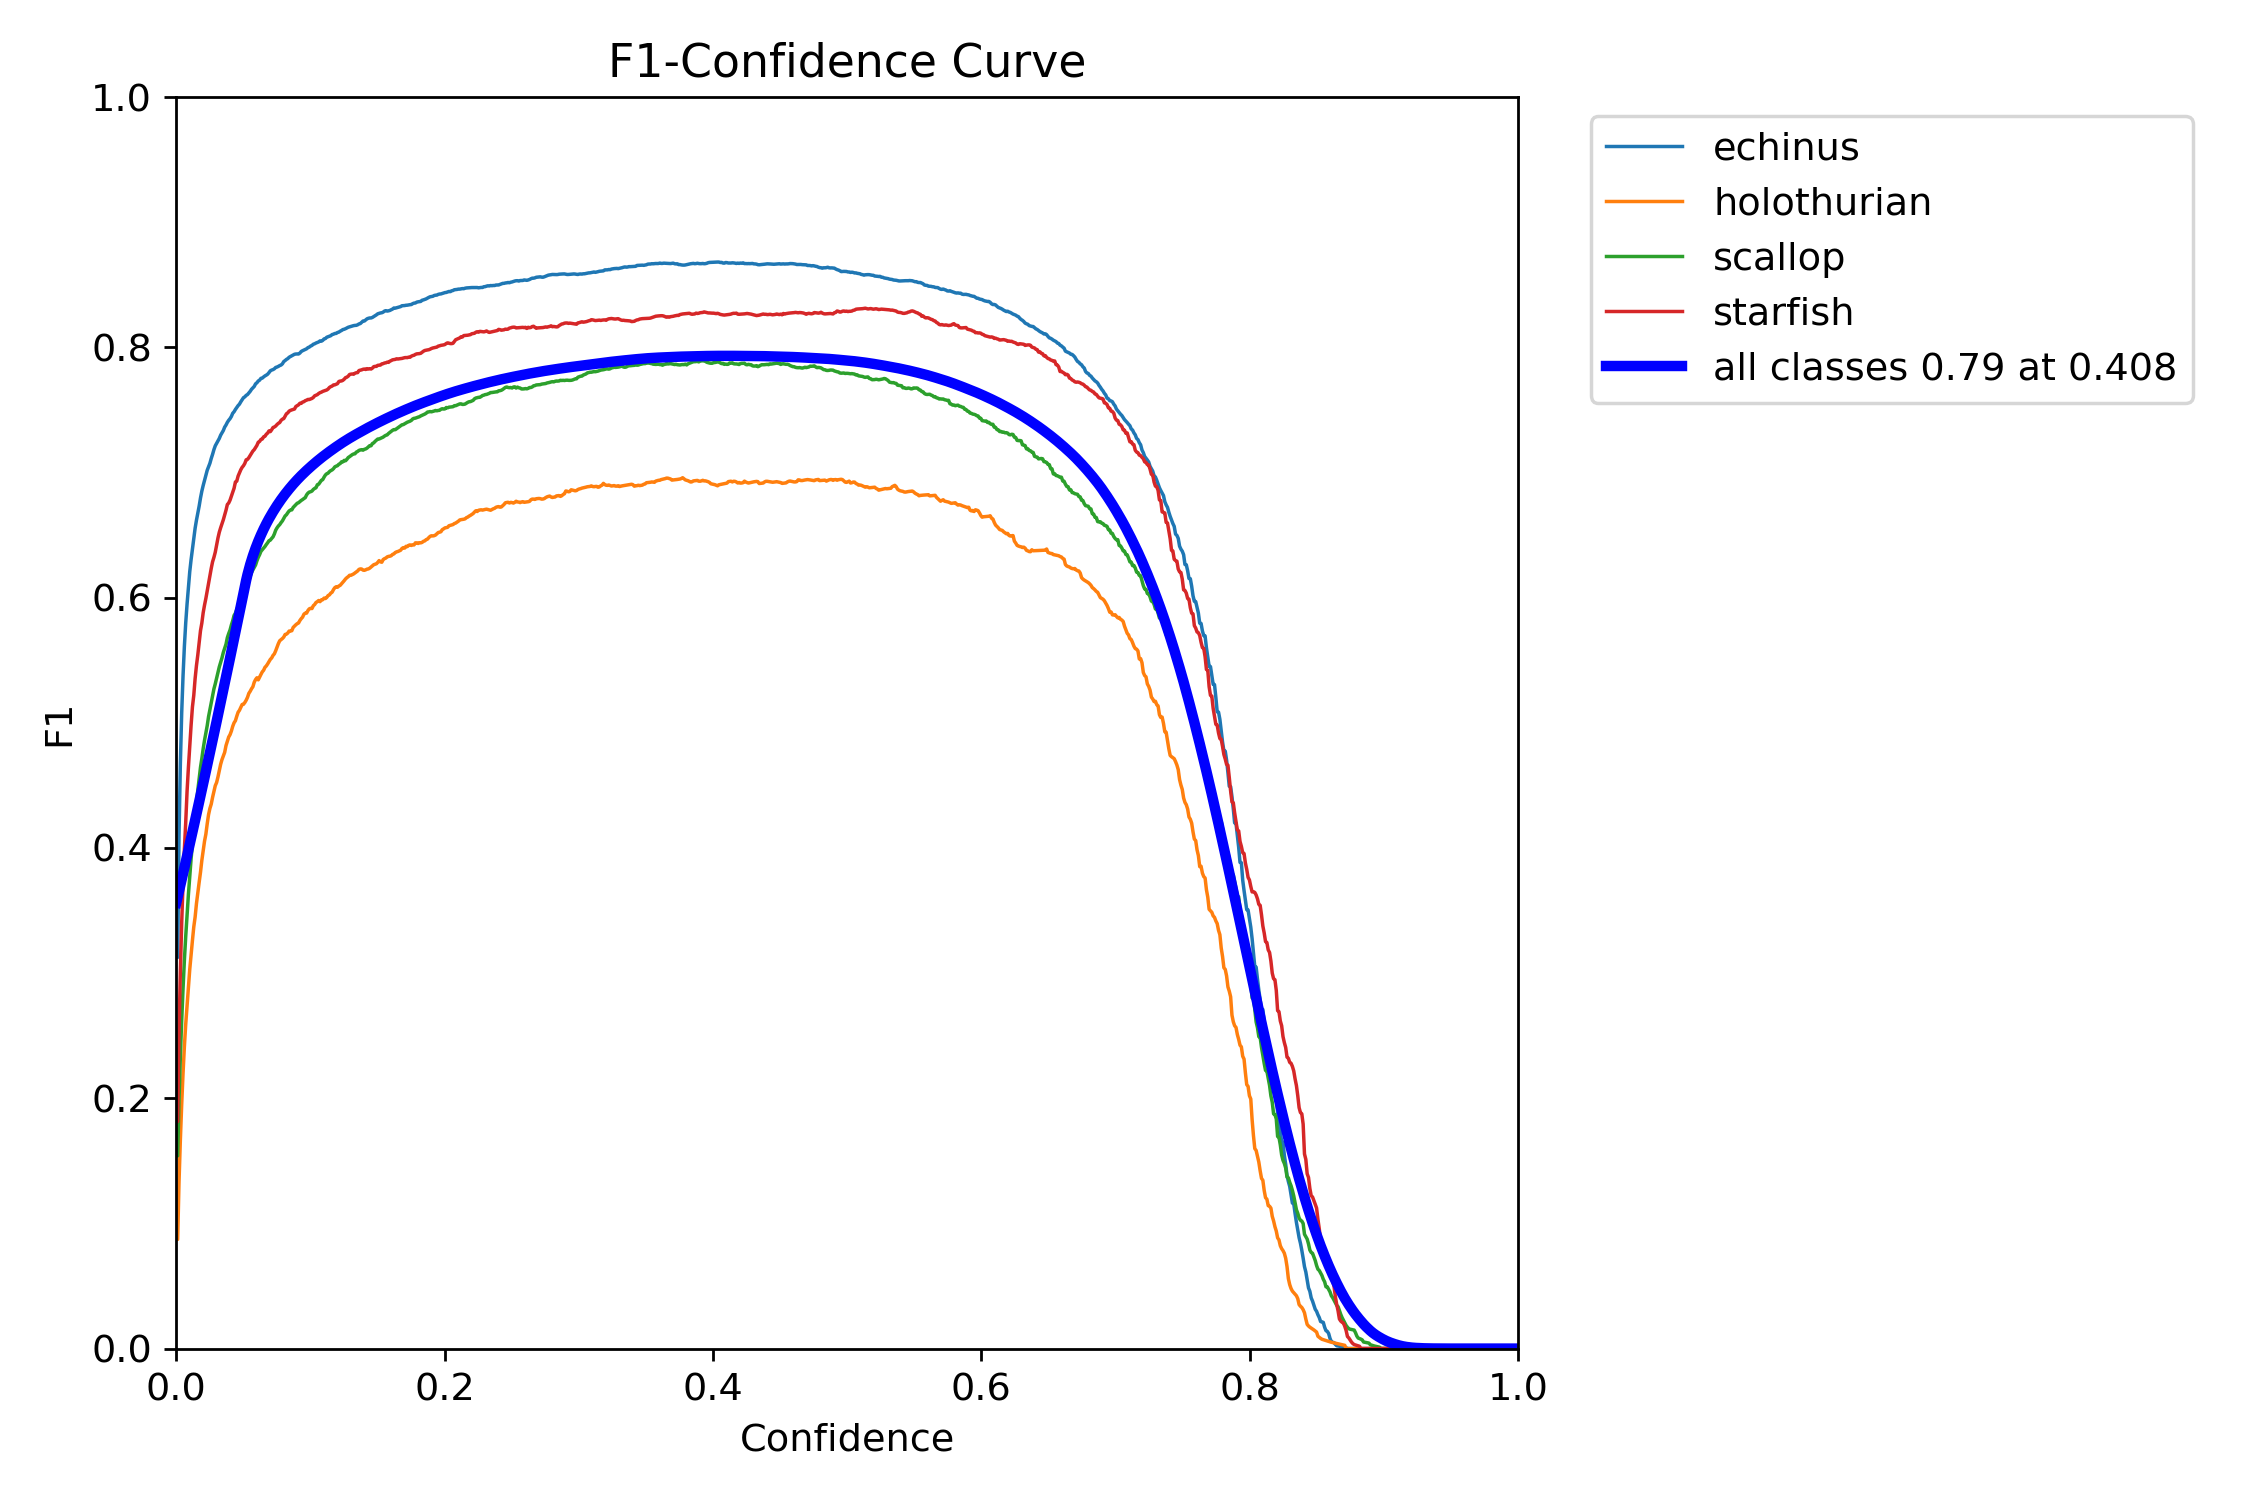 F1-Confidence Curve
1.0
0.8
0.6
0.4
0.2
0.0
F1
0.0 0.2 0.4 0.6 0.8 1.0
Confidence
echinus
holothurian
scallop
starfish
all classes 0.79 at 0.408